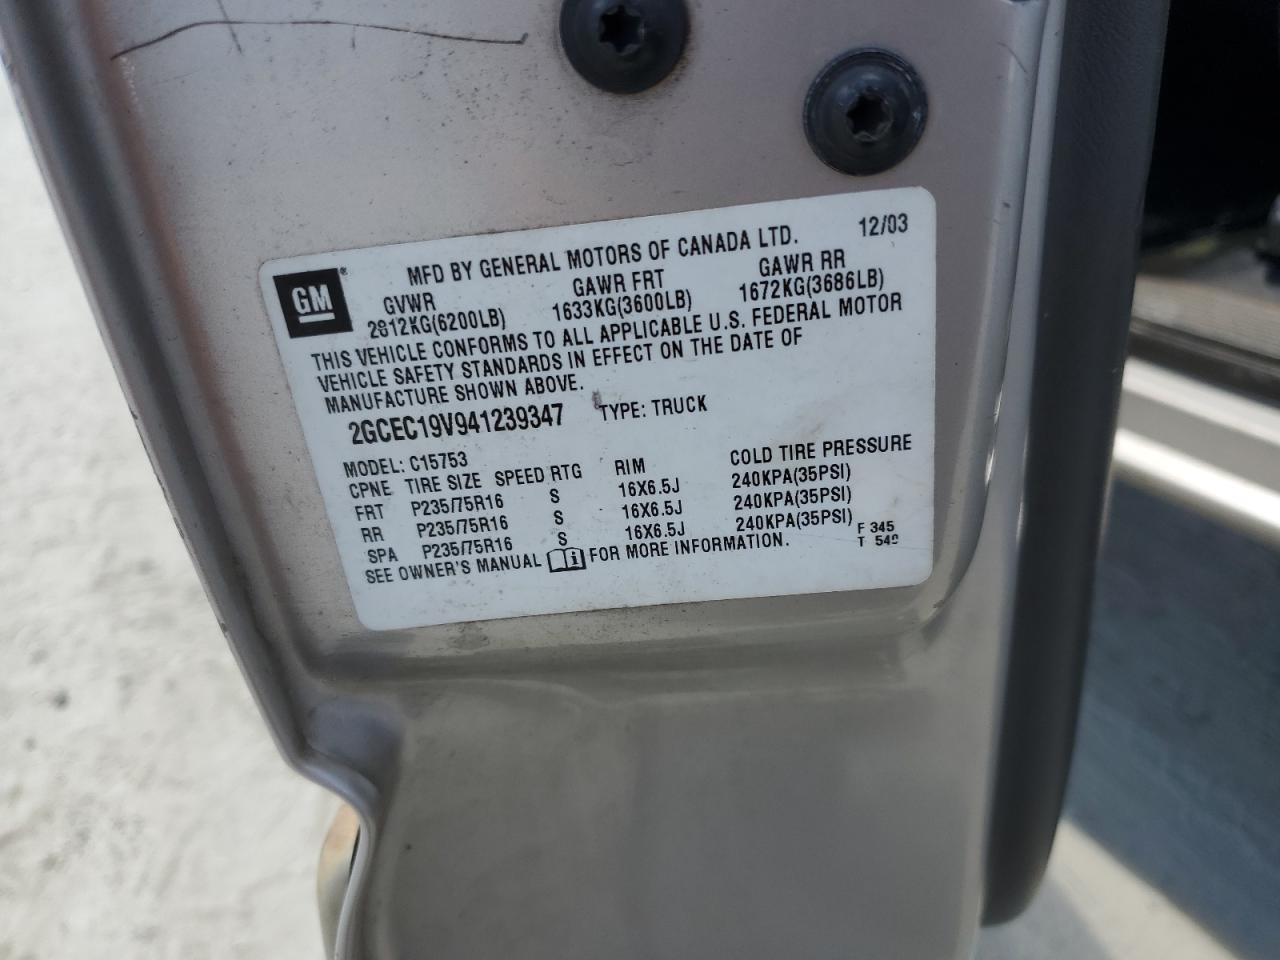 MFD BY GENERAL MOTORS OF CANADA LTD. 12/03
GM®
GVWR GAWR FRT GAWR RR
2812KG(6200LB) 1633KG(3600LB) 1672KG(3686LB)
THIS VEHICLE CONFORMS TO ALL APPLICABLE U.S. FEDERAL MOTOR
VEHICLE SAFETY STANDARDS IN EFFECT ON THE DATE OF
MANUFACTURE SHOWN ABOVE.
2GCEC19V941239347 TYPE: TRUCK
MODEL: C15753
CPNE TIRE SIZE SPEED RTG RIM COLD TIRE PRESSURE
FRT P235/75R16 S 16X6.5J 240KPA(35PSI)
RR P235/75R16 S 16X6.5J 240KPA(35PSI)
SPA P235/75R16 S 16X6.5J 240KPA(35PSI)
SEE OWNER'S MANUAL i FOR MORE INFORMATION.
F 345
T